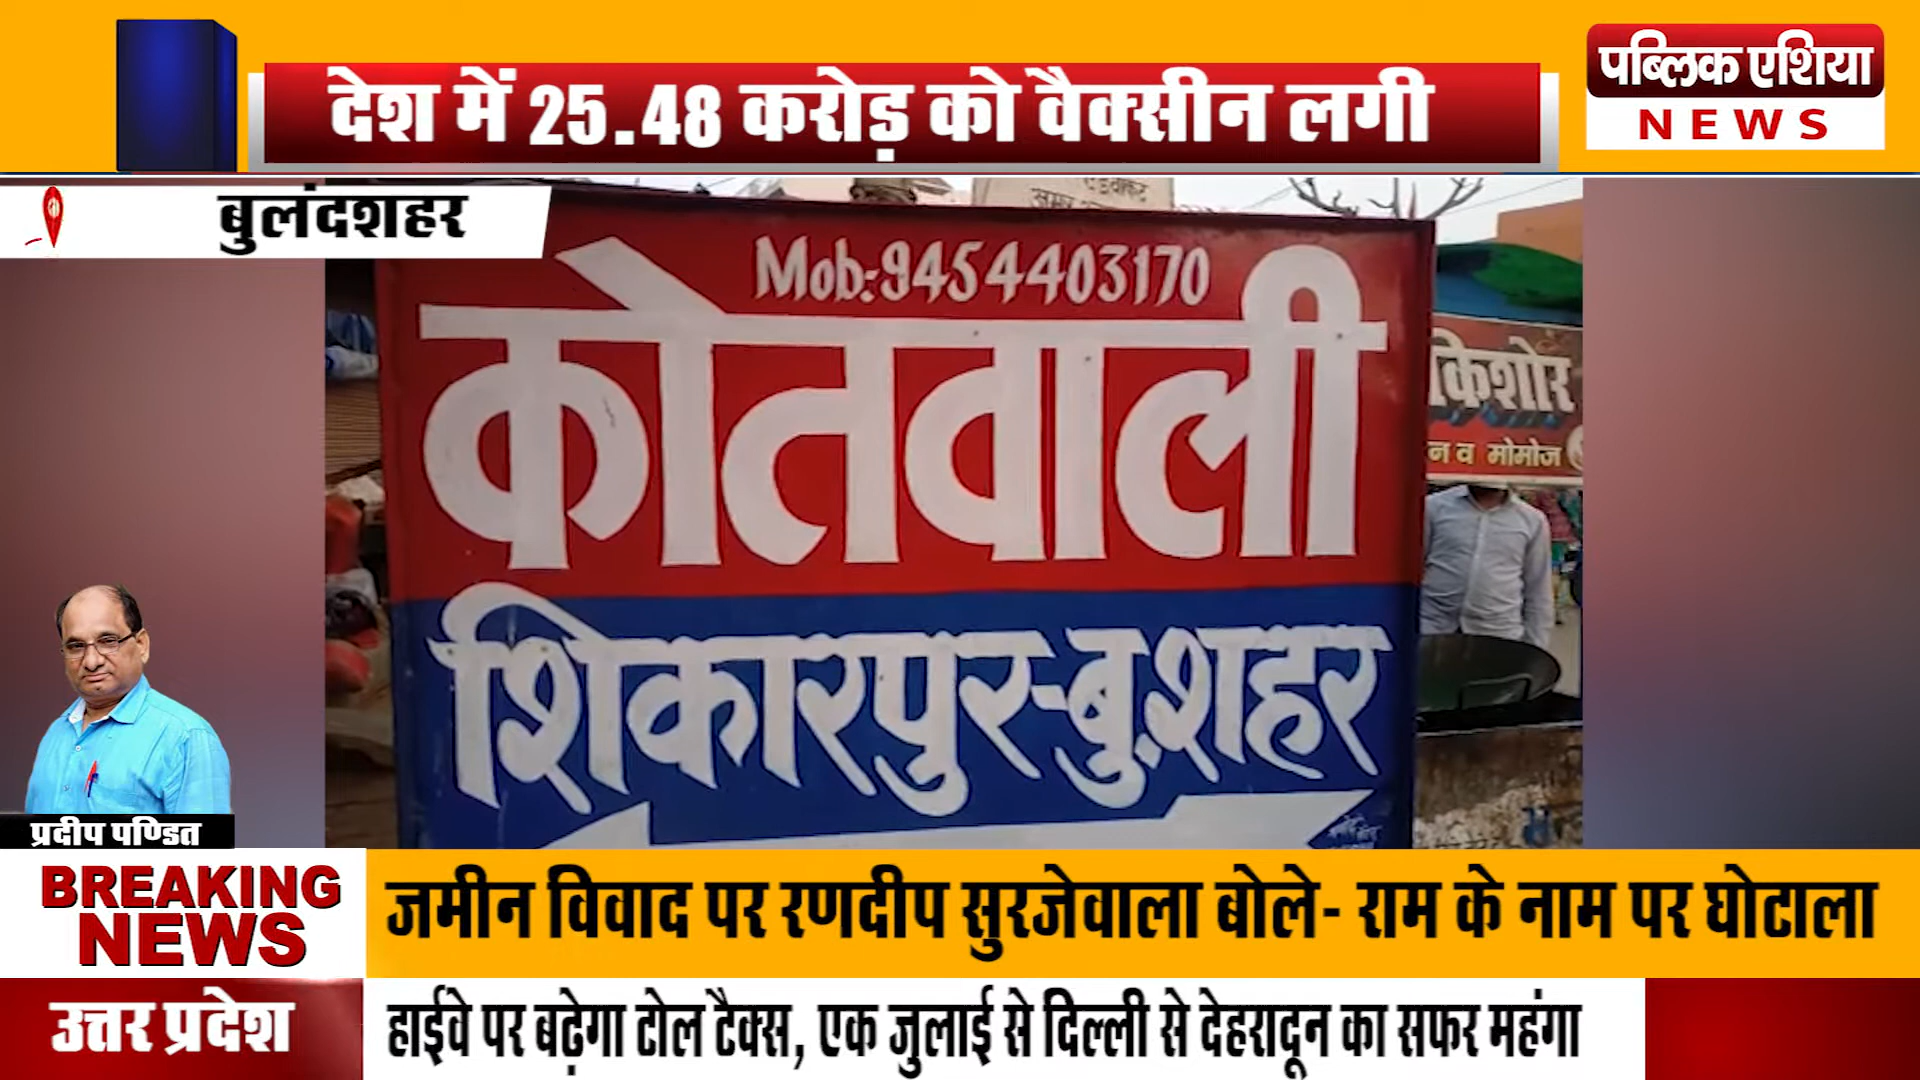 देश में 25.48 करोड़ को वैक्सीन लगी
पब्लिक एशिया
NEWS
बुलंदशहर
Mob:9454403170
कोतवाली
शिकारपुर-बु.शहर
किशोर
न व मोमोज
प्रदीप पण्डित
BREAKING
NEWS
जमीन विवाद पर रणदीप सुरजेवाला बोले- राम के नाम पर घोटाला
उत्तर प्रदेश
हाईवे पर बढ़ेगा टोल टैक्स, एक जुलाई से दिल्ली से देहरादून का सफर महंगा